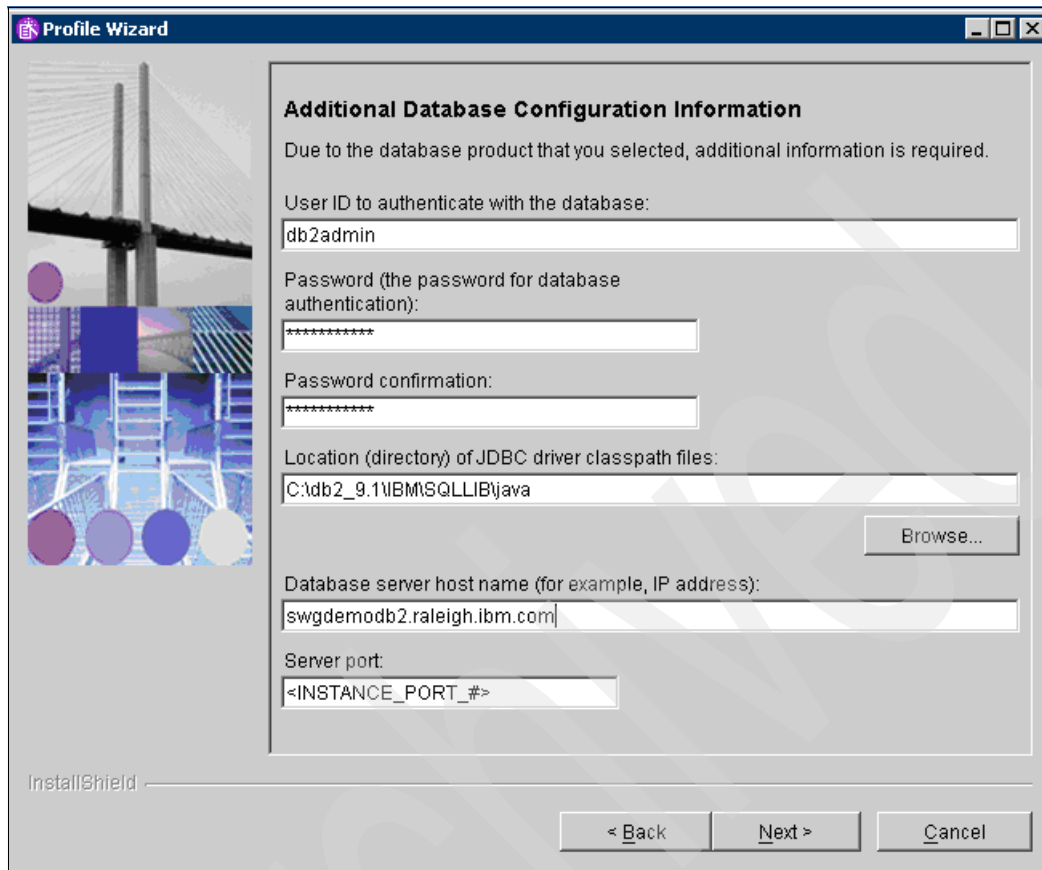 Profile Wizard
Additional Database Configuration Information
Due to the database product that you selected, additional information is required.
User ID to authenticate with the database:
db2admin
Password (the password for database
authentication):
***********
Password confirmation:
***********
Location (directory) of JDBC driver classpath files:
C:\db2_9.1\IBM\SQLLIB\java
Browse...
Database server host name (for example, IP address):
swgdemodb2.raleigh.ibm.com
Server port:
<INSTANCE_PORT_#>
InstallShield
< Back
Next >
Cancel